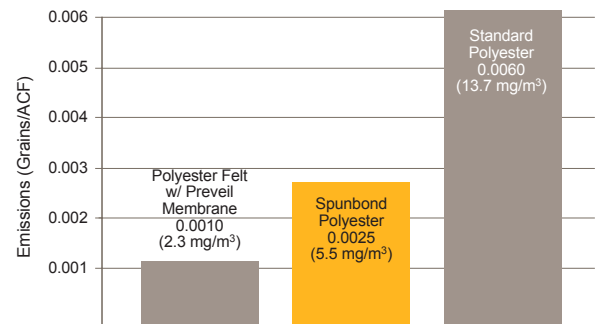 Emissions (Grains/ACF)
0.006
0.005
0.004
0.003
0.002
0.001
Polyester Felt
w/ Preveil
Membrane
0.0010
(2.3 mg/m³)
Spunbond
Polyester
0.0025
(5.5 mg/m³)
Standard
Polyester
0.0060
(13.7 mg/m³)